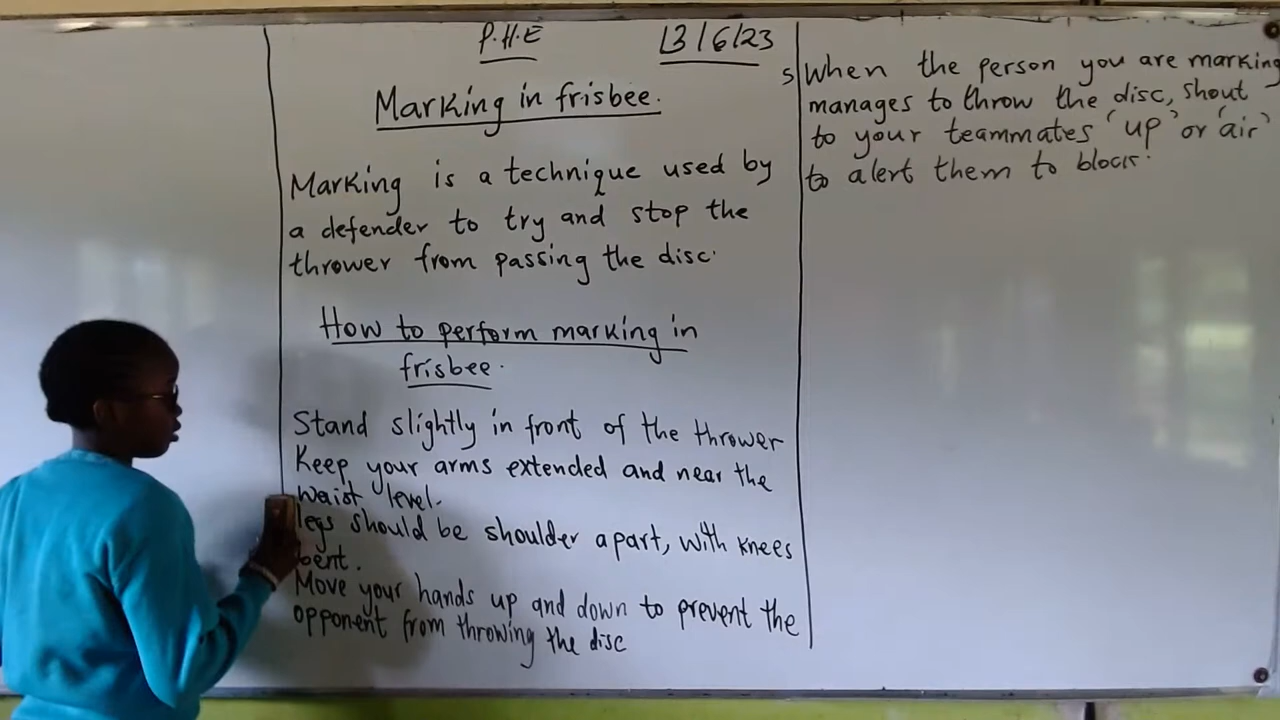 P.H.E 13/6/23
Marking in frisbee.
Marking is a technique used by
a defender to try and stop the
thrower from passing the disc.
How to perform marking in
frisbee.
Stand slightly in front of the thrower
Keep your arms extended and near the
waist level.
legs should be shoulder apart, with knees
bent.
Move your hands up and down to prevent the
opponent from throwing the disc
5 When the person you are marking
manages to throw the disc, shout
to your teammates 'up' or 'air'
to alert them to block.